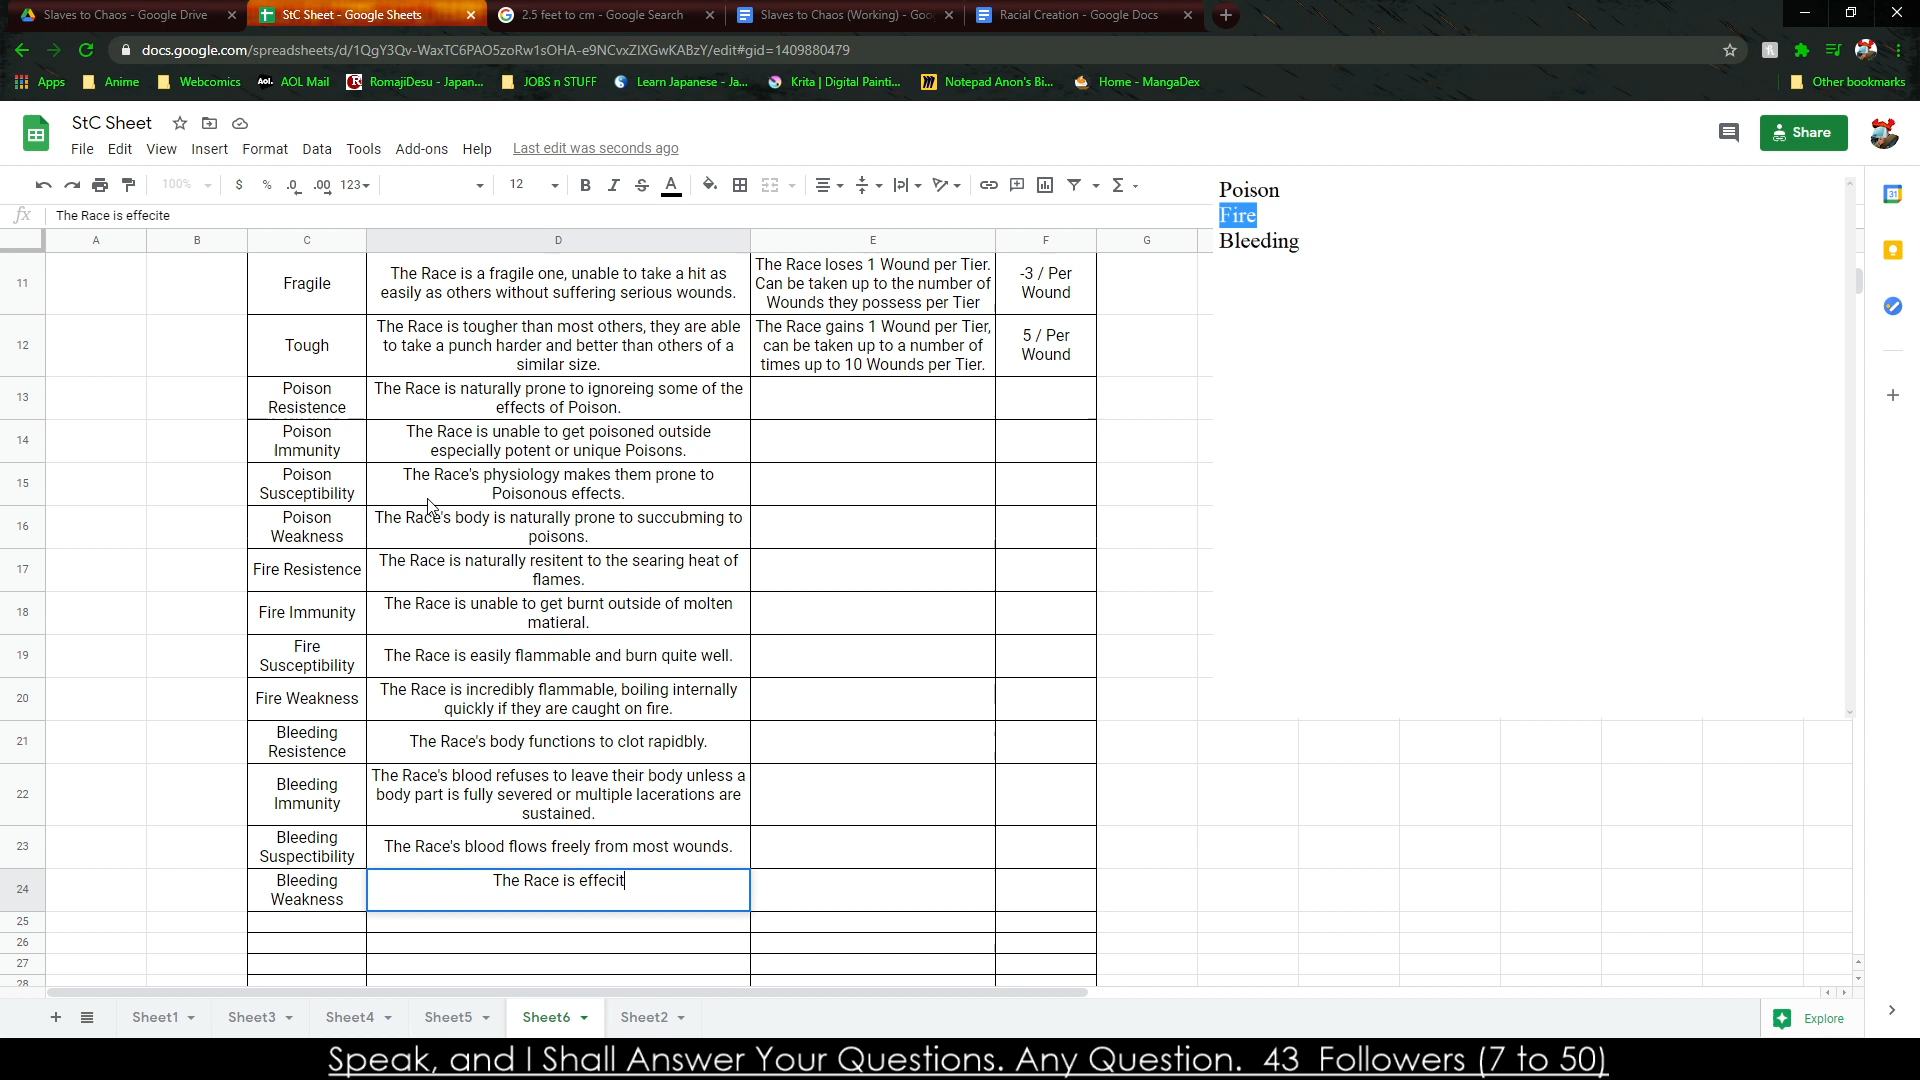 Slaves to Chaos - Google Drive
StC Sheet - Google Sheets
2.5 feet to cm - Google Search
Slaves to Chaos (Working) - Goo
Racial Creation - Google Docs
docs.google.com/spreadsheets/d/1QgY3Qv-WaxTC6PAO5zoRw1sOHA-e9NCvxZIXGwKABzY/edit#gid=1409880479
Apps
Anime
Webcomics
Aol. AOL Mail
RomajiDesu - Japan...
JOBS n STUFF
Learn Japanese - Ja...
Krita | Digital Painti...
Notepad Anon's Bi...
Home - MangaDex
Other bookmarks
StC Sheet
File Edit View Insert Format Data Tools Add-ons Help Last edit was seconds ago
Share
100% $ % .0 .00 123 12 B I S A
fx The Race is effecite
A B C D E F G
11
Fragile
The Race is a fragile one, unable to take a hit as
easily as others without suffering serious wounds.
The Race loses 1 Wound per Tier.
Can be taken up to the number of
Wounds they possess per Tier
-3 / Per
Wound
12
Tough
The Race is tougher than most others, they are able
to take a punch harder and better than others of a
similar size.
The Race gains 1 Wound per Tier,
can be taken up to a number of
times up to 10 Wounds per Tier.
5 / Per
Wound
13
Poison
Resistence
The Race is naturally prone to ignoreing some of the
effects of Poison.
14
Poison
Immunity
The Race is unable to get poisoned outside
especially potent or unique Poisons.
15
Poison
Susceptibility
The Race's physiology makes them prone to
Poisonous effects.
16
Poison
Weakness
The Race's body is naturally prone to succubming to
poisons.
17
Fire Resistence
The Race is naturally resitent to the searing heat of
flames.
18
Fire Immunity
The Race is unable to get burnt outside of molten
matieral.
19
Fire
Susceptibility
The Race is easily flammable and burn quite well.
20
Fire Weakness
The Race is incredibly flammable, boiling internally
quickly if they are caught on fire.
21
Bleeding
Resistence
The Race's body functions to clot rapidbly.
22
Bleeding
Immunity
The Race's blood refuses to leave their body unless a
body part is fully severed or multiple lacerations are
sustained.
23
Bleeding
Suspectibility
The Race's blood flows freely from most wounds.
24
Bleeding
Weakness
The Race is effecit
25
26
27
28
Poison
Fire
Bleeding
31
Sheet1 Sheet3 Sheet4 Sheet5 Sheet6 Sheet2
Explore
Speak, and I Shall Answer Your Questions. Any Question. 43 Followers (7 to 50)